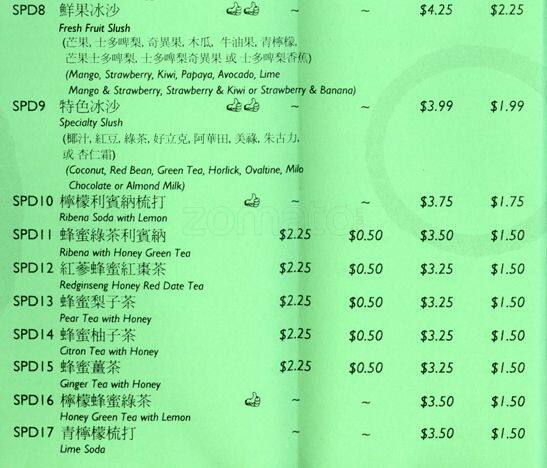 SPD8 鮮果冰沙 ~ ~ $4.25 $2.25
Fresh Fruit Slush
(芒果, 士多啤梨, 奇異果, 木瓜, 牛油果, 青檸檬,
芒果士多啤梨, 士多啤梨奇異果 或 士多啤梨香蕉)
(Mango, Strawberry, Kiwi, Papaya, Avocado, Lime
Mango & Strawberry, Strawberry & Kiwi or Strawberry & Banana)
SPD9 特色冰沙 ~ ~ $3.99 $1.99
Specialty Slush
(椰汁, 紅豆, 綠茶, 好立克, 阿華田, 美祿, 朱古力,
或 杏仁霜)
(Coconut, Red Bean, Green Tea, Horlick, Ovaltine, Milo
Chocolate or Almond Milk)
SPD10 檸檬利賓納梳打 ~ ~ $3.75 $1.75
Ribena Soda with Lemon
zomato
SPD11 蜂蜜綠茶利賓納 $2.25 $0.50 $3.50 $1.50
Ribena with Honey Green Tea
SPD12 紅蔘蜂蜜紅棗茶 $2.25 $0.50 $3.25 $1.50
Redginseng Honey Red Date Tea
SPD13 蜂蜜梨子茶 $2.25 $0.50 $3.25 $1.50
Pear Tea with Honey
SPD14 蜂蜜柚子茶 $2.25 $0.50 $3.25 $1.50
Citron Tea with Honey
SPD15 蜂蜜薑茶 $2.25 $0.50 $3.25 $1.50
Ginger Tea with Honey
SPD16 檸檬蜂蜜綠茶 ~ ~ $3.50 $1.50
Honey Green Tea with Lemon
SPD17 青檸檬梳打 ~ ~ $3.50 $1.50
Lime Soda